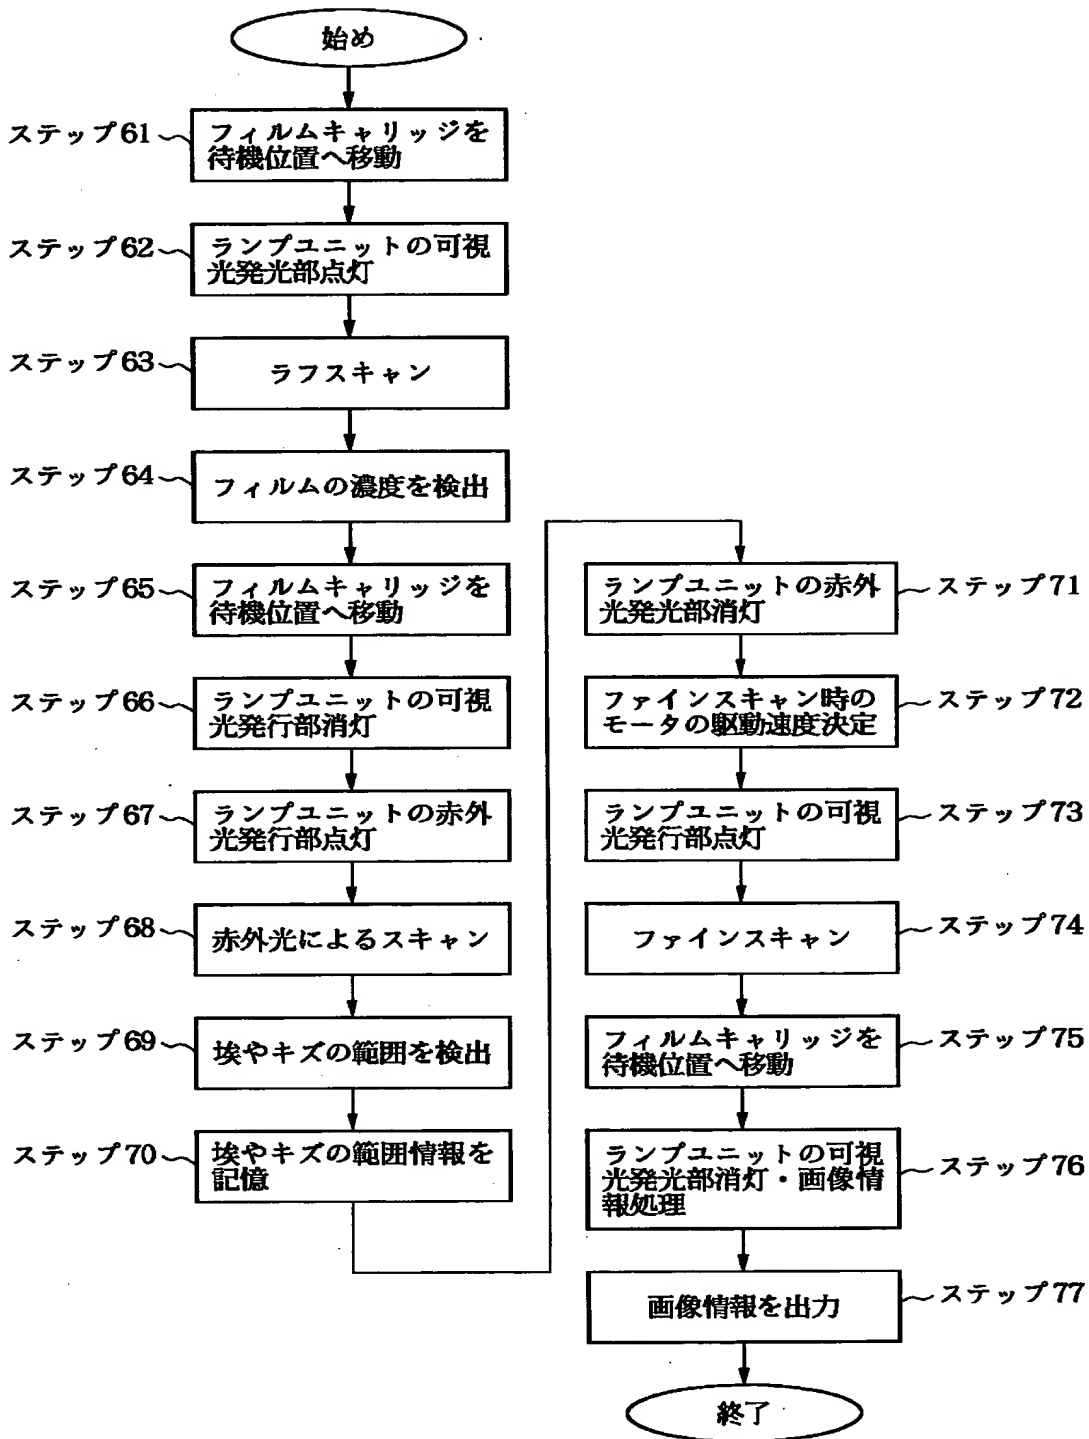 始め
ステップ61
フィルムキャリッジを
待機位置へ移動
ステップ62
ランプユニットの可視
光発光部点灯
ステップ63
ラフスキャン
ステップ64
フィルムの濃度を検出
ステップ65
フィルムキャリッジを
待機位置へ移動
ステップ66
ランプユニットの可視
光発行部消灯
ステップ67
ランプユニットの赤外
光発行部点灯
ステップ68
赤外光によるスキャン
ステップ69
埃やキズの範囲を検出
ステップ70
埃やキズの範囲情報を
記憶
ランプユニットの赤外
光発光部消灯
ステップ71
ファインスキャン時の
モータの駆動速度決定
ステップ72
ランプユニットの可視
光発行部点灯
ステップ73
ファインスキャン
ステップ74
フィルムキャリッジを
待機位置へ移動
ステップ75
ランプユニットの可視
光発光部消灯・画像情
報処理
ステップ76
画像情報を出力
ステップ77
終了